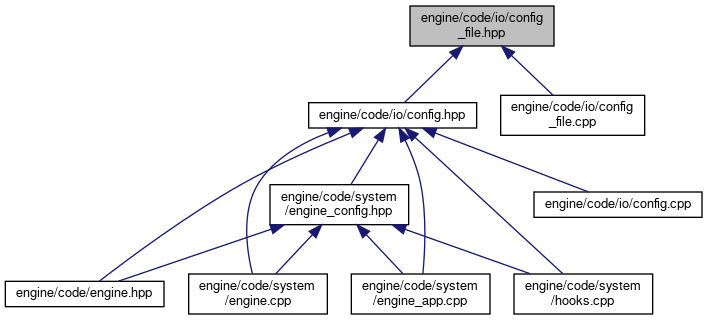 engine/code/io/config
_file.hpp
engine/code/io/config.hpp
engine/code/io/config
_file.cpp
engine/code/system
/engine_config.hpp
engine/code/io/config.cpp
engine/code/engine.hpp
engine/code/system
/engine.cpp
engine/code/system
/engine_app.cpp
engine/code/system
/hooks.cpp